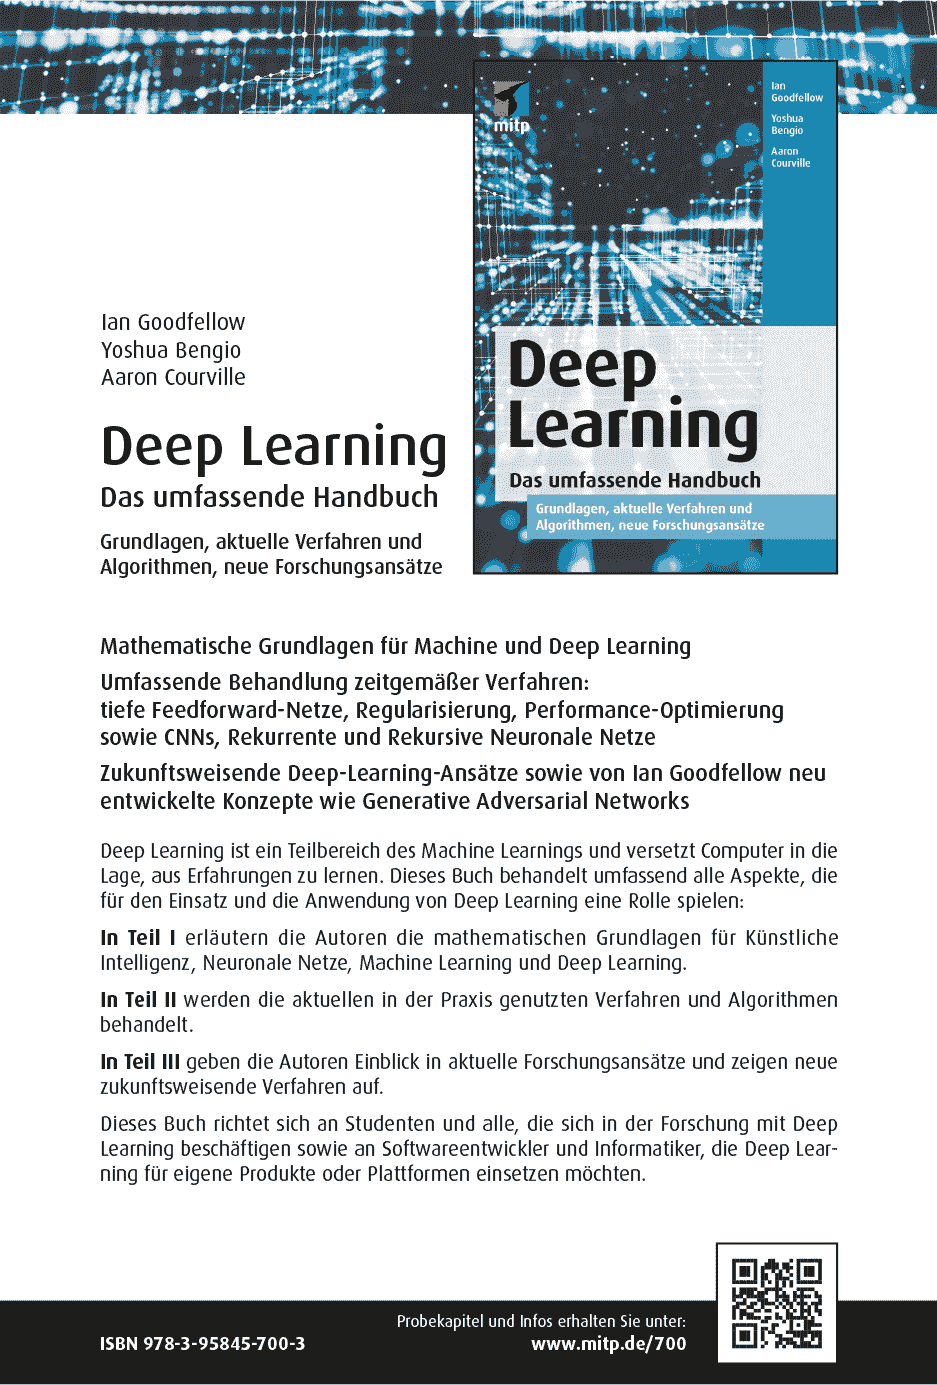 mitp
Ian
Goodfellow
Yoshua
Bengio
Aaron
Courville
Deep
Learning
Das umfassende Handbuch
Grundlagen, aktuelle Verfahren und
Algorithmen, neue Forschungsansätze
Ian Goodfellow
Yoshua Bengio
Aaron Courville
Deep Learning
Das umfassende Handbuch
Grundlagen, aktuelle Verfahren und
Algorithmen, neue Forschungsansätze
Mathematische Grundlagen für Machine und Deep Learning
Umfassende Behandlung zeitgemäßer Verfahren:
tiefe Feedforward-Netze, Regularisierung, Performance-Optimierung
sowie CNNs, Rekurrente und Rekursive Neuronale Netze
Zukunftsweisende Deep-Learning-Ansätze sowie von Ian Goodfellow neu
entwickelte Konzepte wie Generative Adversarial Networks
Deep Learning ist ein Teilbereich des Machine Learnings und versetzt Computer in die
Lage, aus Erfahrungen zu lernen. Dieses Buch behandelt umfassend alle Aspekte, die
für den Einsatz und die Anwendung von Deep Learning eine Rolle spielen:
In Teil I erläutern die Autoren die mathematischen Grundlagen für Künstliche
Intelligenz, Neuronale Netze, Machine Learning und Deep Learning.
In Teil II werden die aktuellen in der Praxis genutzten Verfahren und Algorithmen
behandelt.
In Teil III geben die Autoren Einblick in aktuelle Forschungsansätze und zeigen neue
zukunftsweisende Verfahren auf.
Dieses Buch richtet sich an Studenten und alle, die sich in der Forschung mit Deep
Learning beschäftigen sowie an Softwareentwickler und Informatiker, die Deep Lear-
ning für eigene Produkte oder Plattformen einsetzen möchten.
Probekapitel und Infos erhalten Sie unter:
ISBN 978-3-95845-700-3
www.mitp.de/700